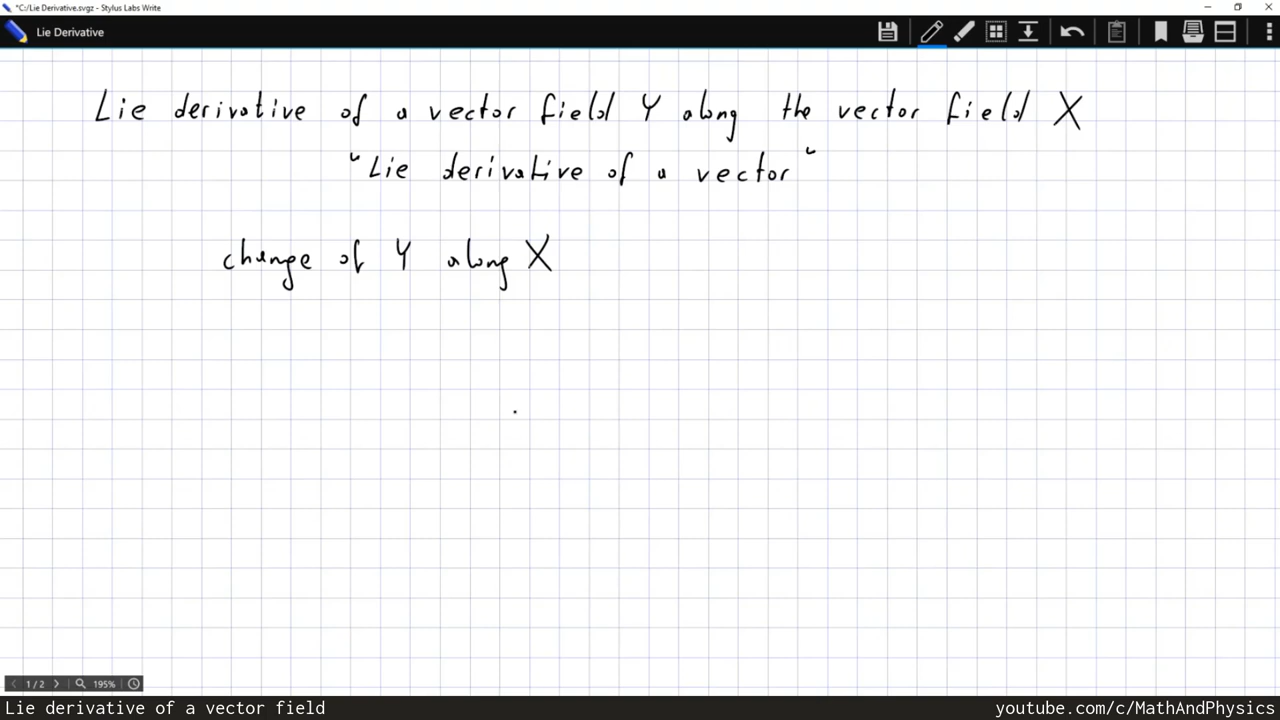 *C:/Lie Derivative.svgz - Stylus Labs Write
Lie Derivative
Lie derivative of a vector field Y along the vector field X
"Lie derivative of a vector"
change of Y along X
1 / 2 195%
Lie derivative of a vector field youtube.com/c/MathAndPhysics